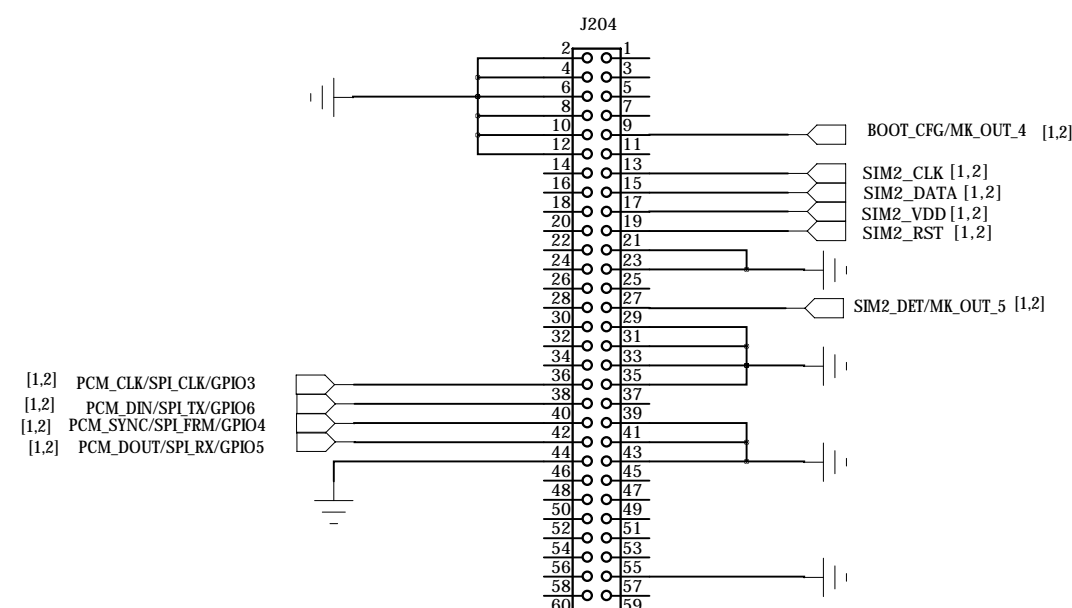 J204
2 1
4 3
6 5
8 7
10 9 BOOT_CFG/MK_OUT_4 [1,2]
12 11
14 13 SIM2_CLK [1,2]
16 15 SIM2_DATA [1,2]
18 17 SIM2_VDD [1,2]
20 19 SIM2_RST [1,2]
22 21
24 23
26 25
28 27 SIM2_DET/MK_OUT_5 [1,2]
30 29
32 31
34 33
[1,2] PCM_CLK/SPI_CLK/GPIO3 36 35
[1,2] PCM_DIN/SPI_TX/GPIO6 38 37
[1,2] PCM_SYNC/SPI_FRM/GPIO4 40 39
[1,2] PCM_DOUT/SPI_RX/GPIO5 42 41
44 43
46 45
48 47
50 49
52 51
54 53
56 55
58 57
60 59